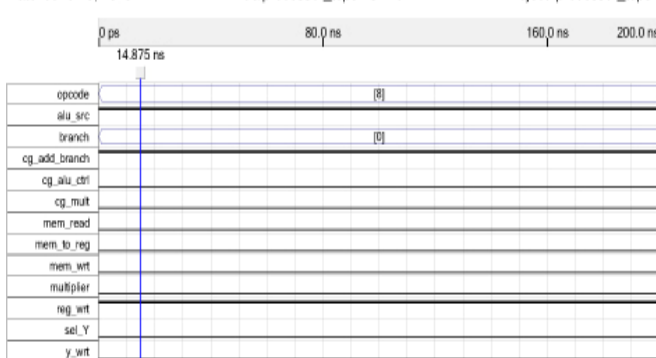 0 ps 80.0 ns 160.0 ns 200.0 ns
14.875 ns
opcode [8]
alu_src
branch [0]
cg_add_branch
cg_alu_ctrl
cg_mult
mem_read
mem_to_reg
mem_wrt
multiplier
reg_wrt
sel_Y
y_wrt